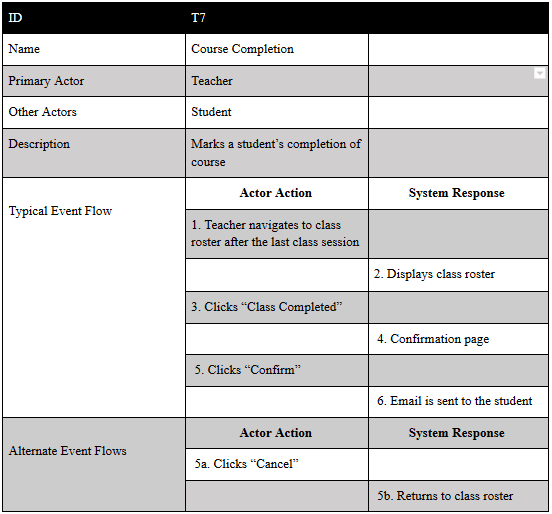 ID T7
Name Course Completion
Primary Actor Teacher
Other Actors Student
Description Marks a student’s completion of
course
Typical Event Flow
Actor Action System Response
1. Teacher navigates to class
roster after the last class session
2. Displays class roster
3. Clicks “Class Completed”
4. Confirmation page
5. Clicks “Confirm”
6. Email is sent to the student
Alternate Event Flows
Actor Action System Response
5a. Clicks “Cancel”
5b. Returns to class roster